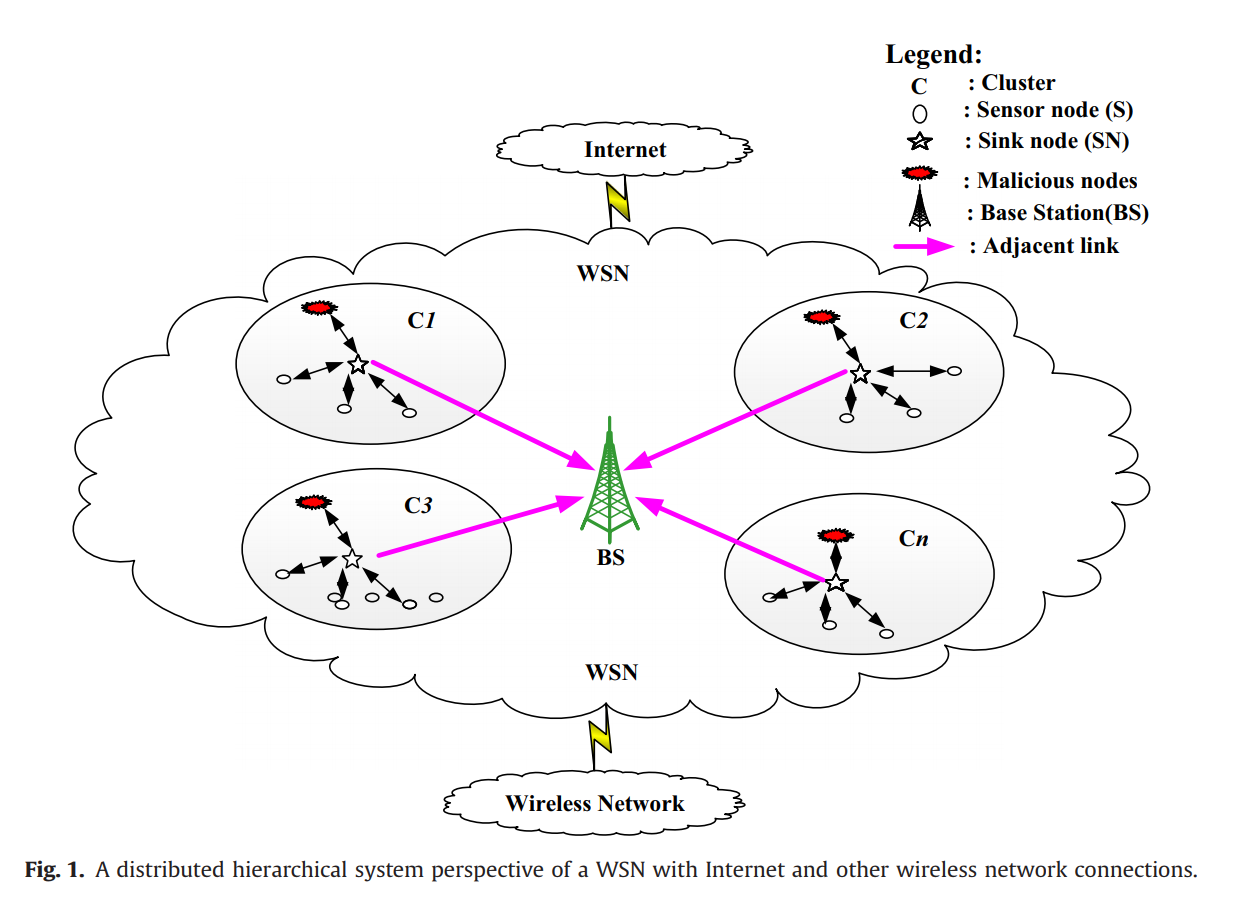 Legend:
C : Cluster
: Sensor node (S)
: Sink node (SN)
: Malicious nodes
: Base Station(BS)
: Adjacent link
Internet
WSN
C1
C2
C3
Cn
BS
WSN
Wireless Network
Fig. 1. A distributed hierarchical system perspective of a WSN with Internet and other wireless network connections.